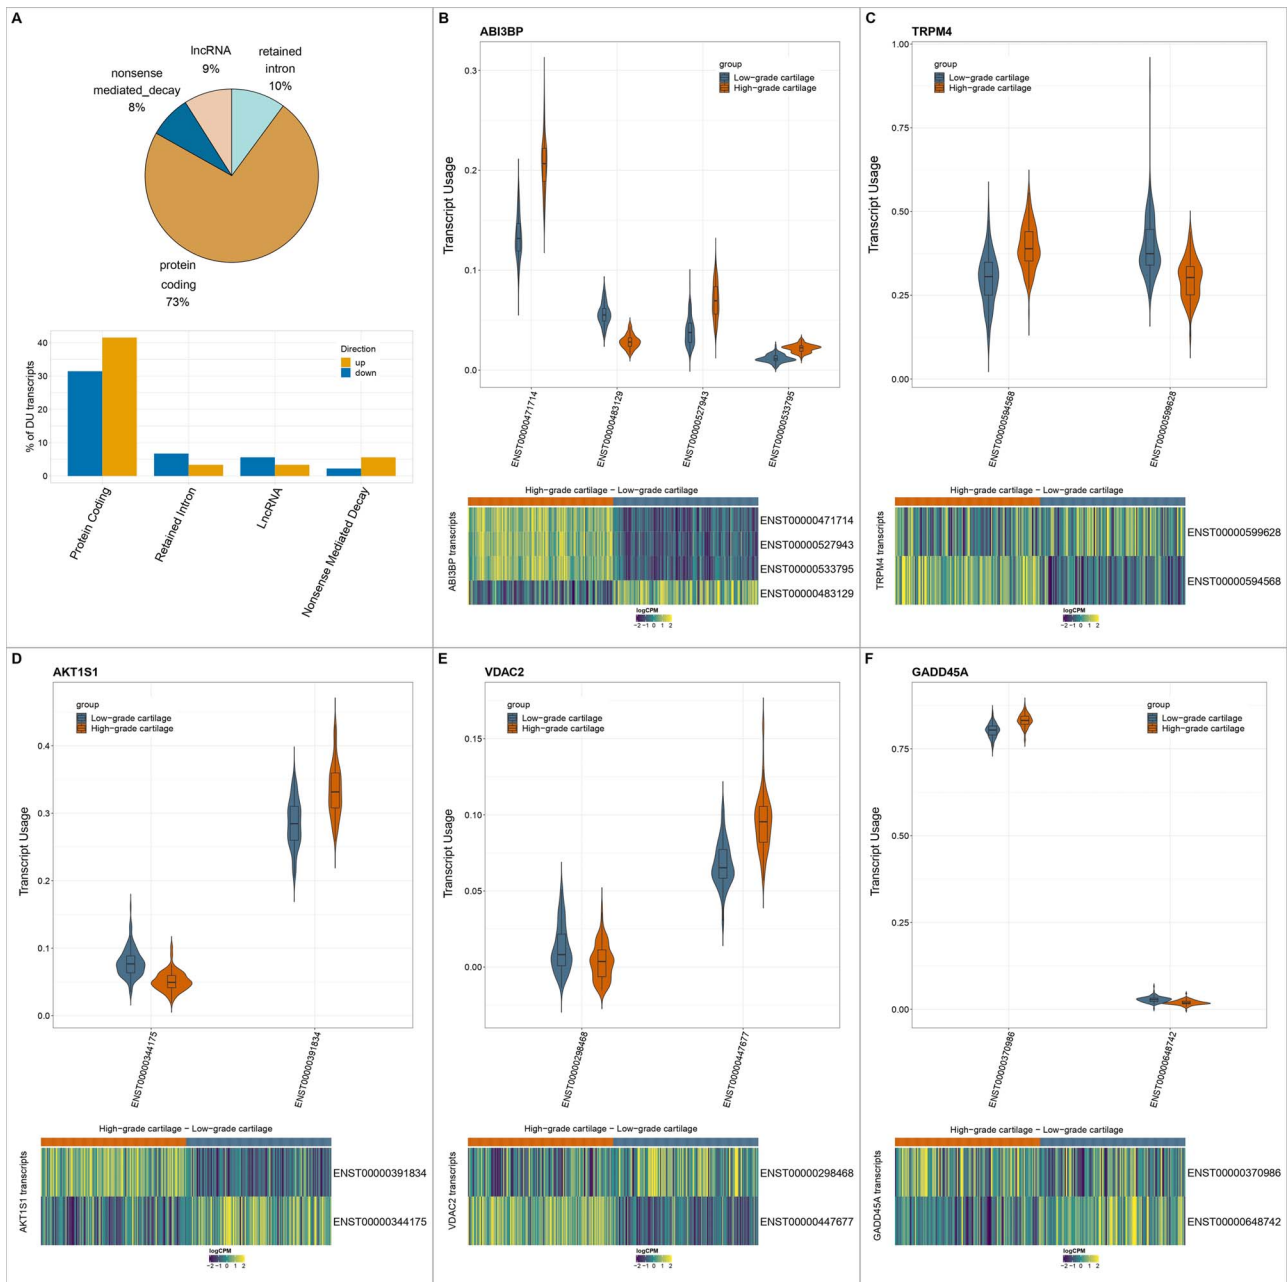 A
lncRNA
9%
retained
intron
10%
nonsense
mediated_decay
8%
protein
coding
73%
% of DU transcripts
40
30
20
10
0
Direction
up
down
Protein Coding
Retained Intron
LncRNA
Nonsense Mediated Decay
B
ABI3BP
Transcript Usage
0.3
0.2
0.1
0.0
group
Low-grade cartilage
High-grade cartilage
ENST00000471714
ENST00000483129
ENST00000527943
ENST00000533795
High-grade cartilage - Low-grade cartilage
ABI3BP transcripts
ENST00000471714
ENST00000527943
ENST00000533795
ENST00000483129
logCPM
-2 -1 0 1 2
C
TRPM4
Transcript Usage
1.00
0.75
0.50
0.25
0.00
group
Low-grade cartilage
High-grade cartilage
ENST00000594568
ENST00000599628
High-grade cartilage - Low-grade cartilage
TRPM4 transcripts
ENST00000599628
ENST00000594568
logCPM
-2 -1 0 1 2
D
AKT1S1
Transcript Usage
0.4
0.3
0.2
0.1
0.0
group
Low-grade cartilage
High-grade cartilage
ENST00000344175
ENST00000391834
High-grade cartilage - Low-grade cartilage
AKT1S1 transcripts
ENST00000391834
ENST00000344175
logCPM
-2 -1 0 1 2
E
VDAC2
Transcript Usage
0.15
0.10
0.05
0.00
group
Low-grade cartilage
High-grade cartilage
ENST00000298468
ENST00000447677
High-grade cartilage - Low-grade cartilage
VDAC2 transcripts
ENST00000298468
ENST00000447677
logCPM
-2 -1 0 1 2
F
GADD45A
Transcript Usage
0.75
0.50
0.25
0.00
group
Low-grade cartilage
High-grade cartilage
ENST00000370986
ENST00000648742
High-grade cartilage - Low-grade cartilage
GADD45A transcripts
ENST00000370986
ENST00000648742
logCPM
-2 -1 0 1 2